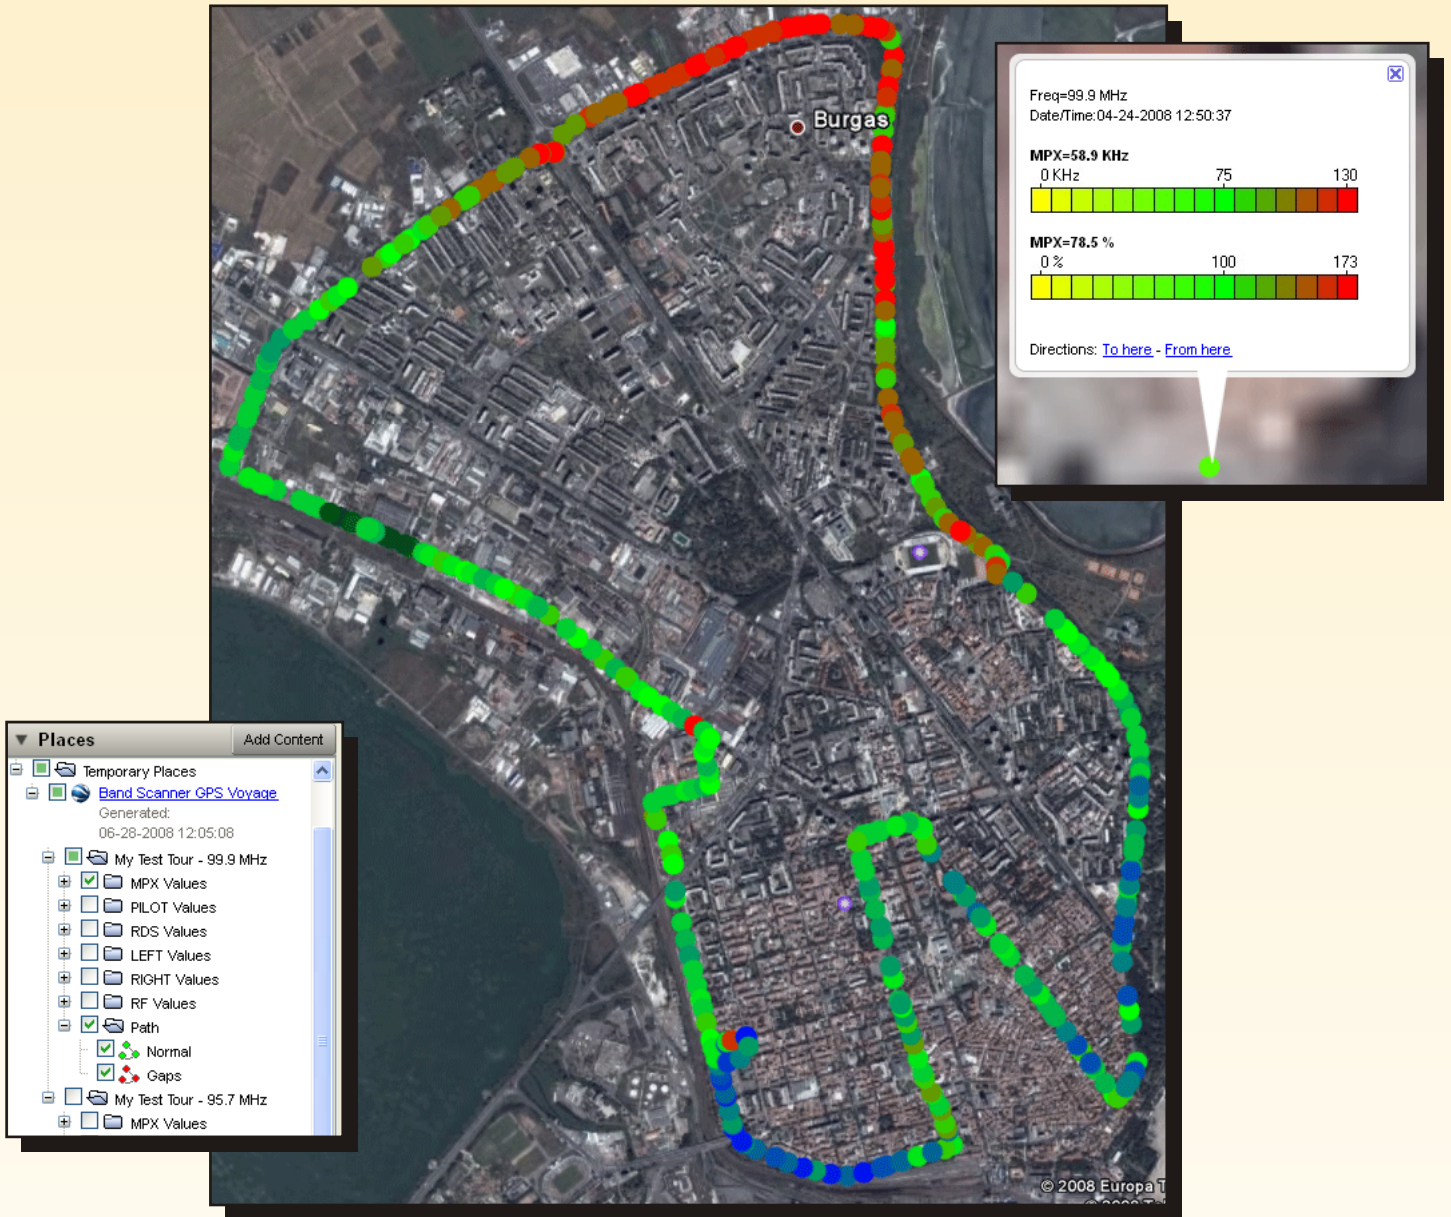 Burgas
Freq=99.9 MHz
Date/Time:04-24-2008 12:50:37
MPX=58.9 KHz
0 KHz 75 130
MPX=78.5 %
0 % 100 173
Directions: To here - From here
Places Add Content
Temporary Places
Band Scanner GPS Voyage
Generated:
06-28-2008 12:05:08
My Test Tour - 99.9 MHz
MPX Values
PILOT Values
RDS Values
LEFT Values
RIGHT Values
RF Values
Path
Normal
Gaps
My Test Tour - 95.7 MHz
MPX Values
© 2008 Europa T